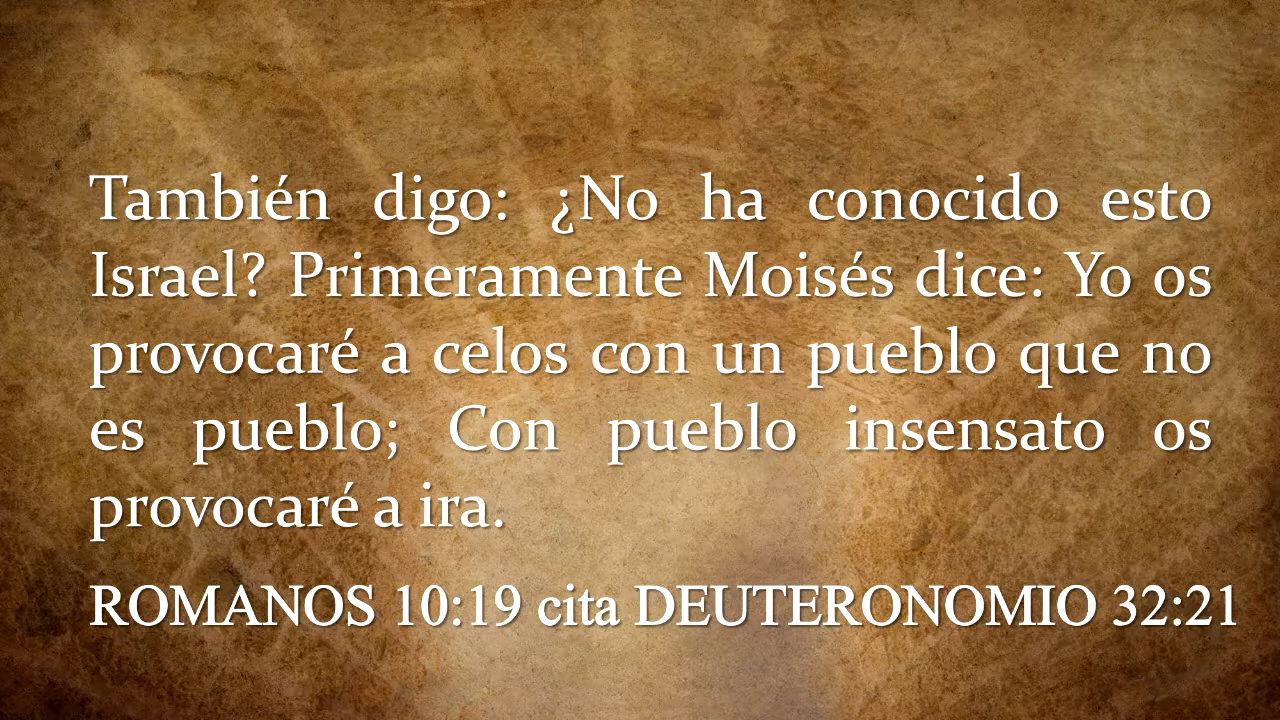 También digo: ¿No ha conocido esto
Israel? Primeramente Moisés dice: Yo os
provocaré a celos con un pueblo que no
es pueblo; Con pueblo insensato os
provocaré a ira.
ROMANOS 10:19 cita DEUTERONOMIO 32:21